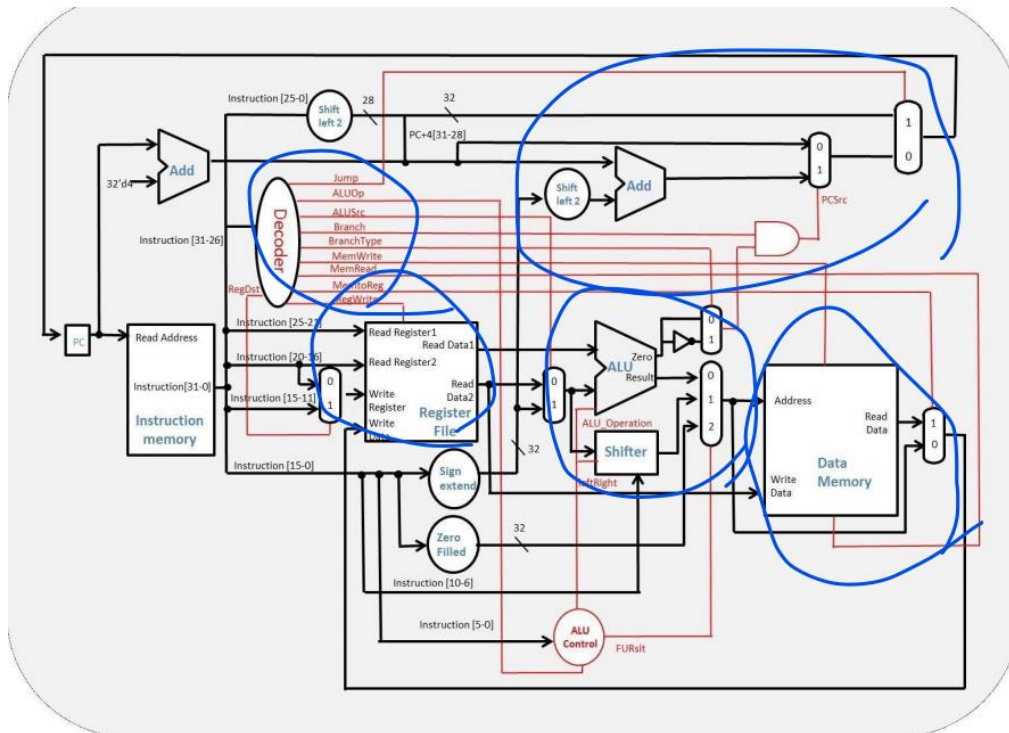 Instruction [25-0]
Shift
left 2
28
32
PC+4[31-28]
Add
32'd4
Shift
left 2
Add
1
0
0
1
PCSrc
Decoder
Jump
ALUOp
ALUSrc
Branch
BranchType
MemWrite
MemRead
MemtoReg
RegWrite
Instruction [31-26]
RegDst
PC
Read Address
Instruction[31-0]
Instruction
memory
Instruction [25-21]
Instruction [20-16]
Instruction [15-11]
0
1
Read Register1
Read Data1
Read Register2
Read
Data2
Write
Register
Write
Register
File
0
1
ALU
Zero
Result
ALU_Operation
Shifter
leftRight
0
1
0
1
2
Address
Read
Data
Write
Data
Data
Memory
1
0
Instruction [15-0]
Sign
extend
32
Zero
Filled
32
Instruction [10-6]
Instruction [5-0]
ALU
Control
FURslt